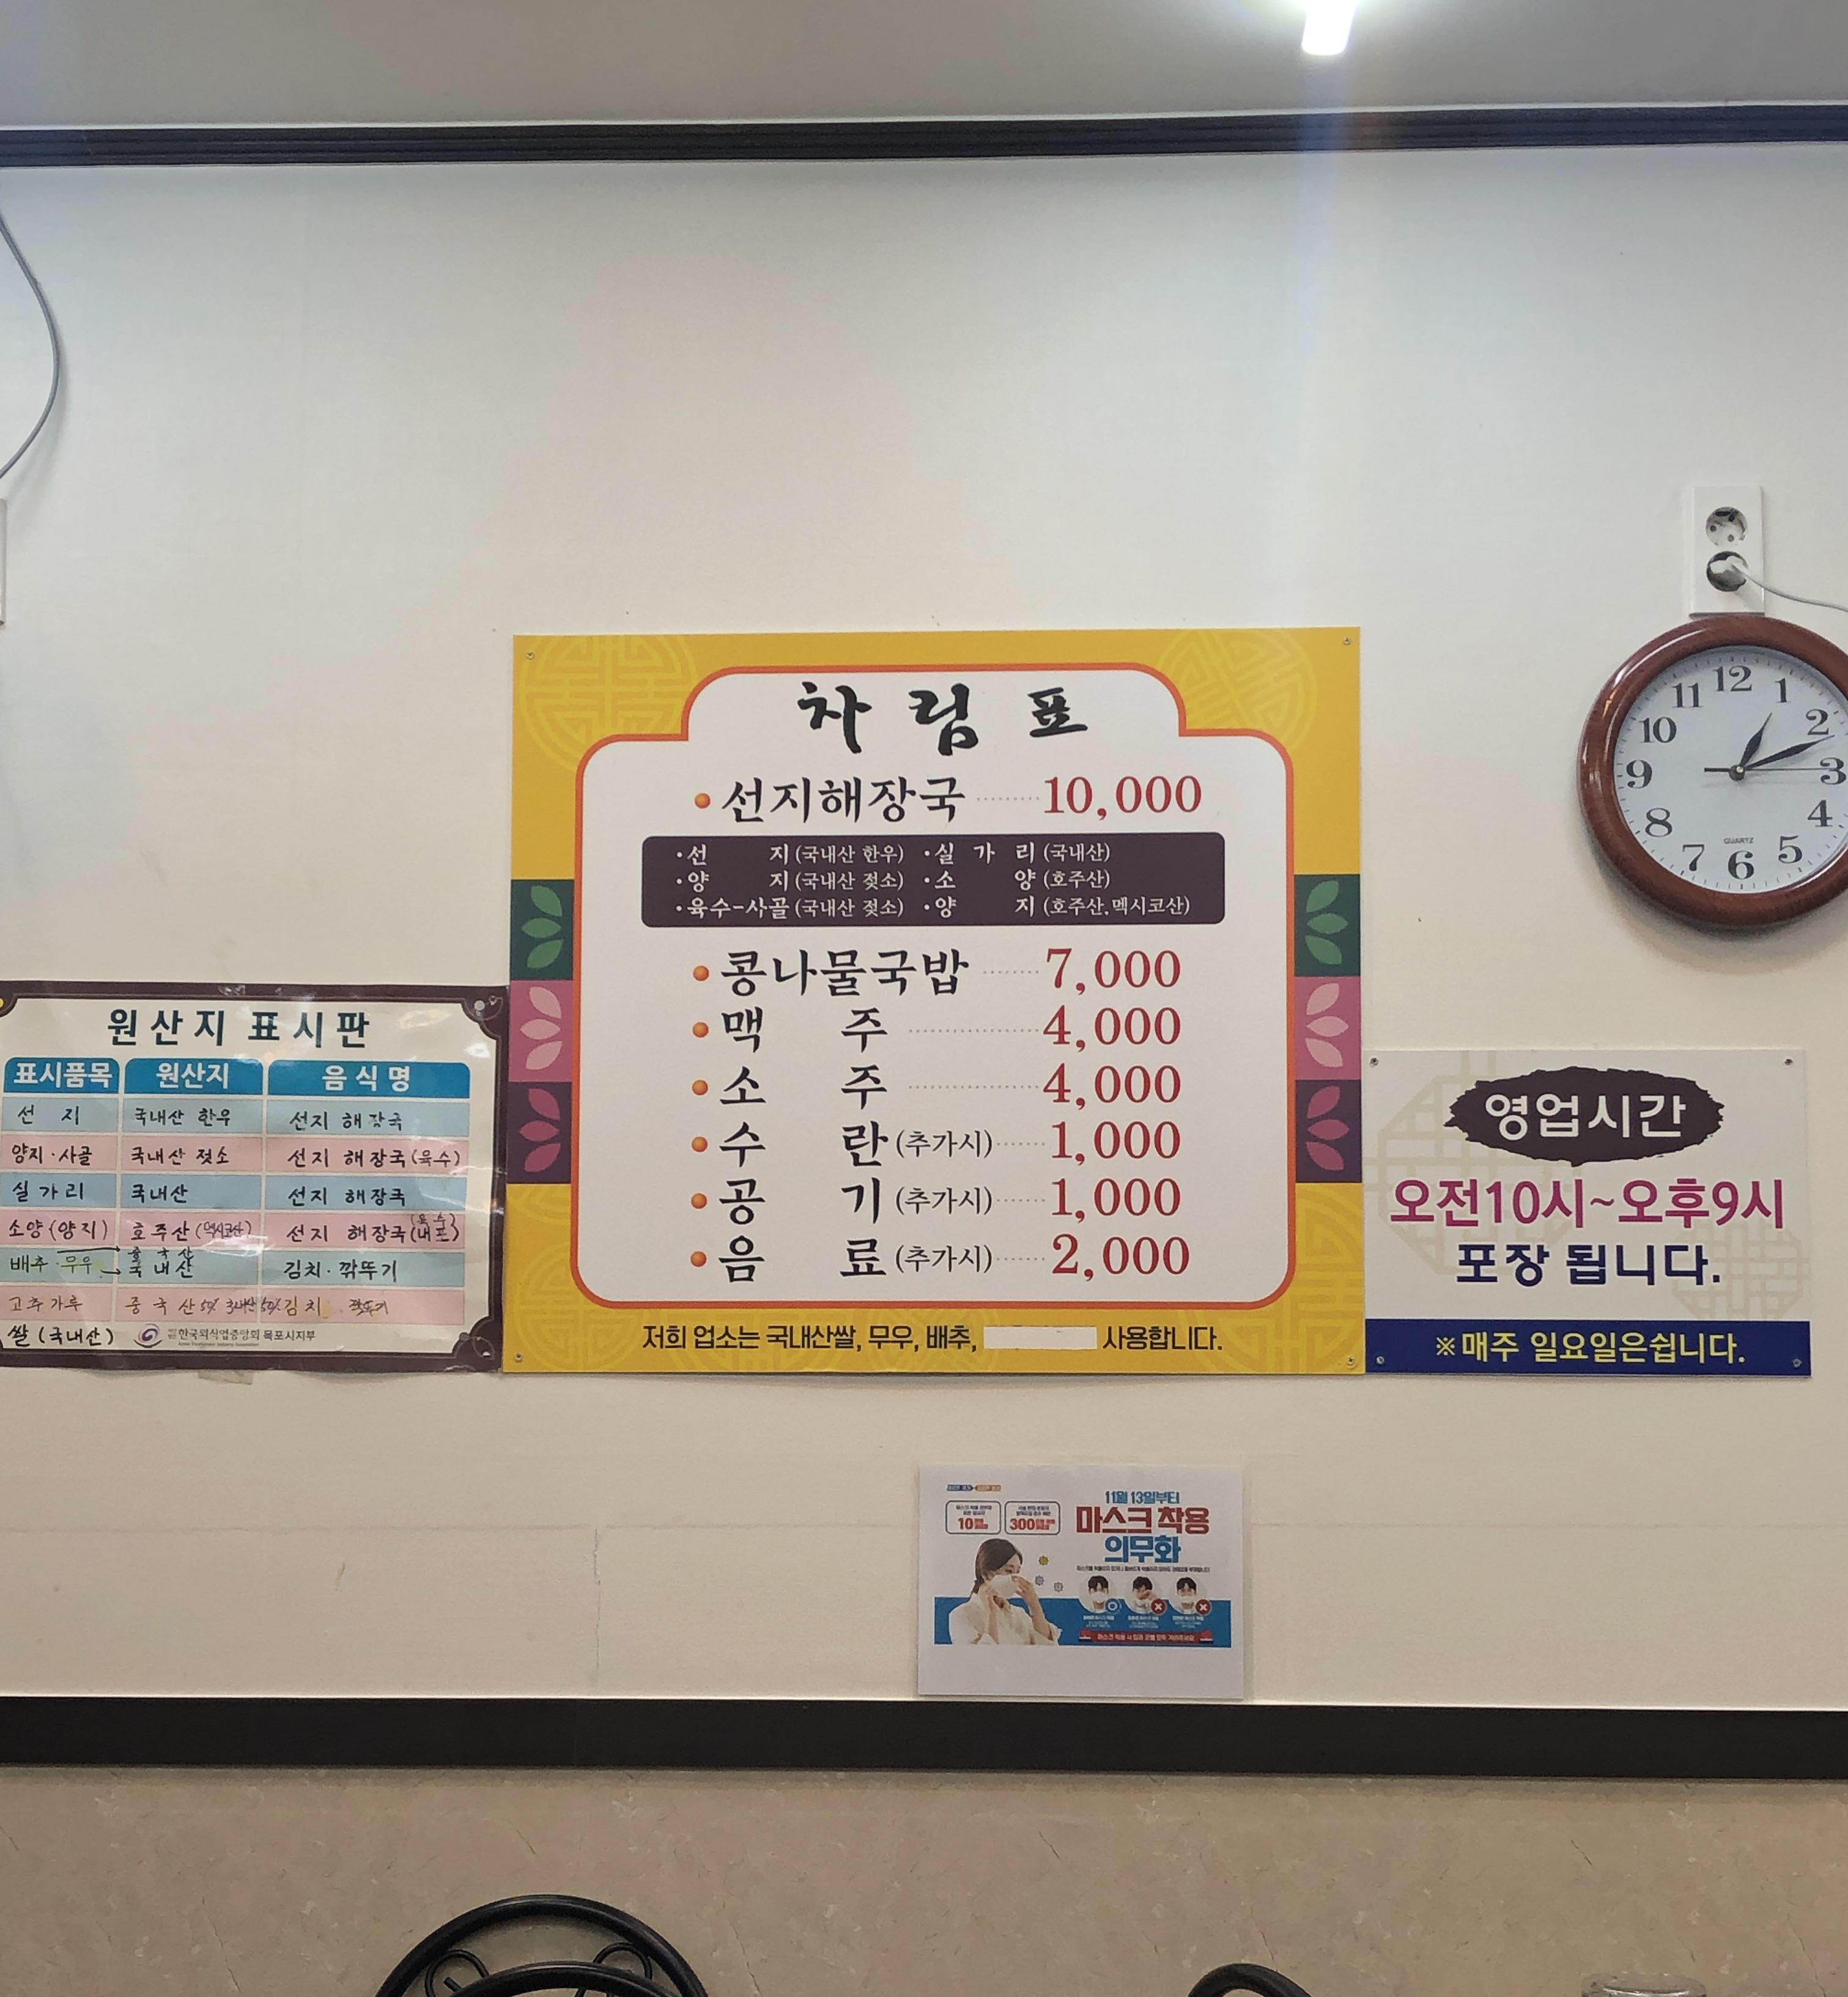 차림표
선지해장국 10,000
·선 지 (국내산 한우) ·실 가 리 (국내산)
·양 지 (국내산 젖소) ·소 양 (호주산)
·육수-사골 (국내산 젖소) ·양 지 (호주산.멕시코산)
콩나물국밥 7,000
맥 주 4,000
소 주 4,000
수 란 (추가시) 1,000
공 기 (추가시) 1,000
음 료 (추가시) 2,000
저희 업소는 국내산쌀, 무우, 배추, 사용합니다.
원산지 표시판
표시품목 원산지 음식명
선 지 국내산 한우 선지 해장국
양지·사골 국내산 젖소 선지 해장국(육수)
실가리 국내산 선지 해장국
소양(양지) 호주산(멕시코산) 선지 해장국(육수)(내포)
배추·무우 국내산 김치·깍뚜기
고추가루 중국산 김치
쌀(국내산) 한국외식업중앙회 목포시지부
영업시간
오전10시~오후9시
포장 됩니다.
※매주 일요일은쉽니다.
12
1
2
3
4
5
6
7
8
9
10
11
QUARTZ
11월 13일부터
마스크 착용
의무화
10
300